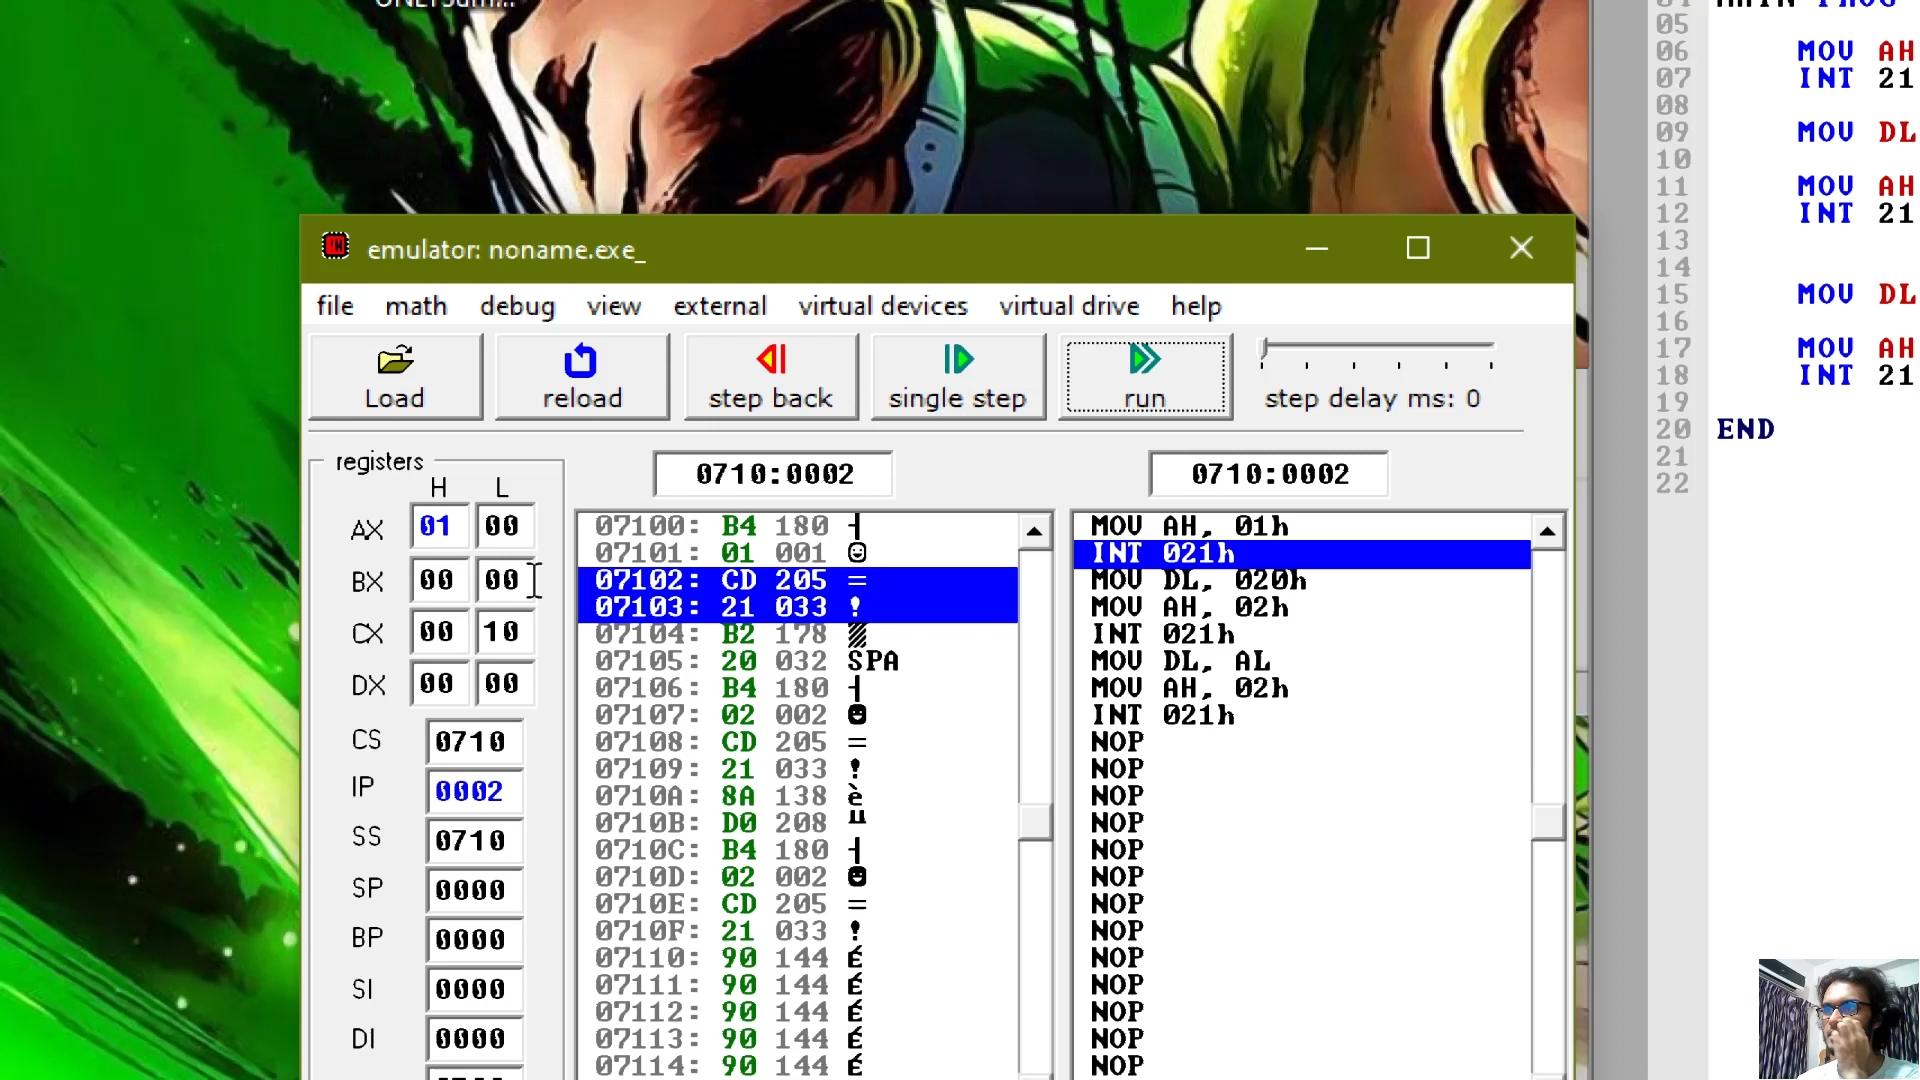 emulator: noname.exe_
file math debug view external virtual devices virtual drive help
Load reload step back single step run step delay ms: 0
registers
H L
AX 01 00
BX 00 00
CX 00 10
DX 00 00
CS 0710
IP 0002
SS 0710
SP 0000
BP 0000
SI 0000
DI 0000
0710:0002
07100: B4 180 ┤
07101: 01 001 ☺
07102: CD 205 =
07103: 21 033 !
07104: B2 178 ▓
07105: 20 032 SPA
07106: B4 180 ┤
07107: 02 002 ☻
07108: CD 205 =
07109: 21 033 !
0710A: 8A 138 è
0710B: D0 208 ╨
0710C: B4 180 ┤
0710D: 02 002 ☻
0710E: CD 205 =
0710F: 21 033 !
07110: 90 144 É
07111: 90 144 É
07112: 90 144 É
07113: 90 144 É
07114: 90 144 É
0710:0002
MOV AH, 01h
INT 021h
MOV DL, 020h
MOV AH, 02h
INT 021h
MOV DL, AL
MOV AH, 02h
INT 021h
NOP
NOP
NOP
NOP
NOP
NOP
NOP
NOP
NOP
NOP
NOP
NOP
NOP
05
06 MOV AH
07 INT 21
08
09 MOV DL
10
11 MOV AH
12 INT 21
13
14
15 MOV DL
16
17 MOV AH
18 INT 21
19
20 END
21
22